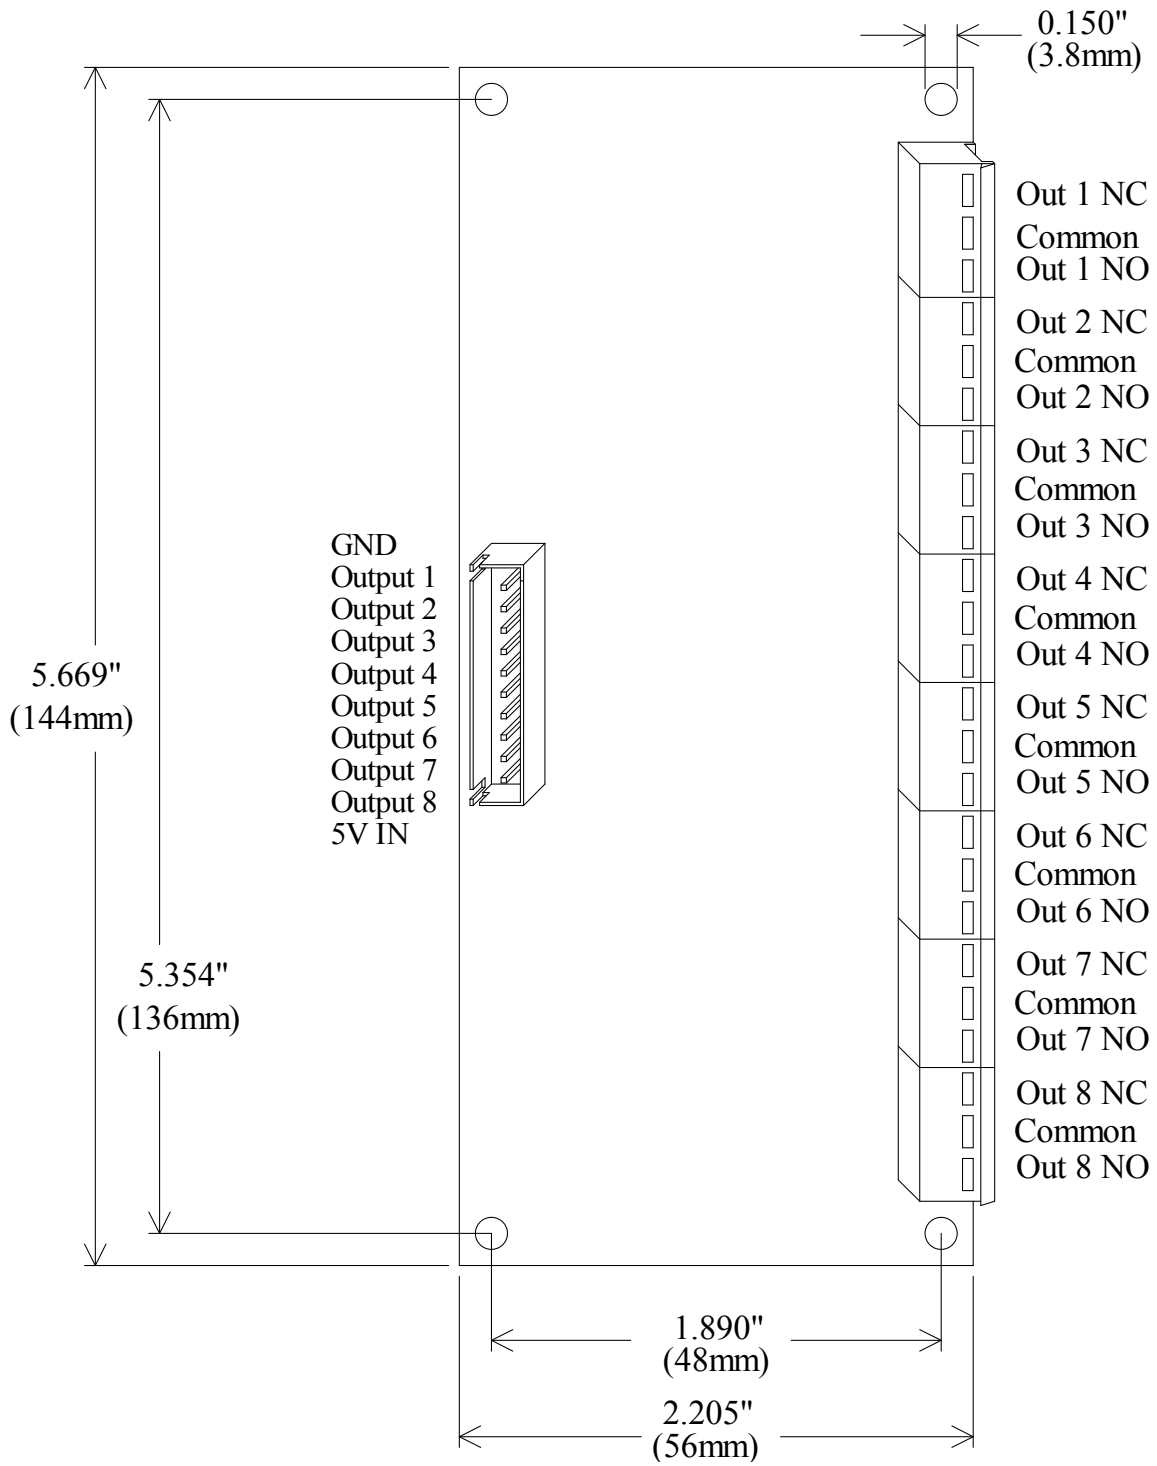 0.150"
(3.8mm)
Out 1 NC
Common
Out 1 NO
Out 2 NC
Common
Out 2 NO
Out 3 NC
Common
Out 3 NO
Out 4 NC
Common
Out 4 NO
Out 5 NC
Common
Out 5 NO
Out 6 NC
Common
Out 6 NO
Out 7 NC
Common
Out 7 NO
Out 8 NC
Common
Out 8 NO
GND
Output 1
Output 2
Output 3
Output 4
Output 5
Output 6
Output 7
Output 8
5V IN
5.669"
(144mm)
5.354"
(136mm)
1.890"
(48mm)
2.205"
(56mm)